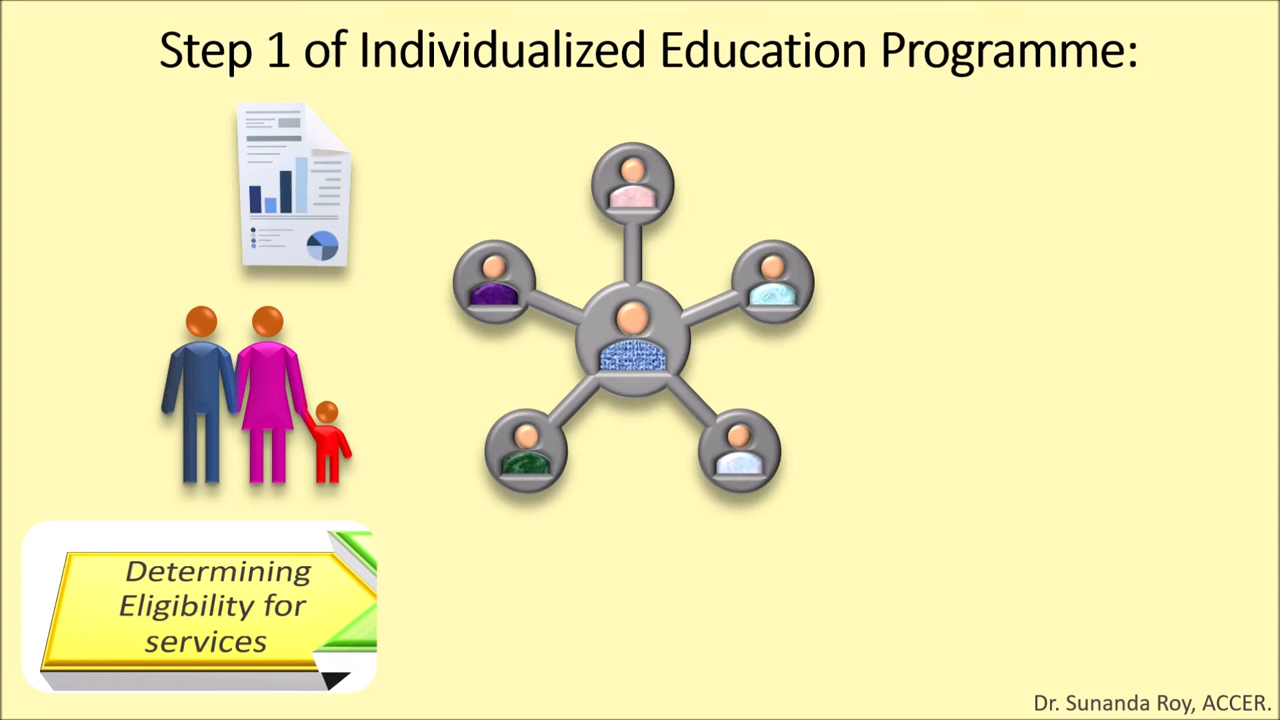 Step 1 of Individualized Education Programme:
Determining
Eligibility for
services
Dr. Sunanda Roy, ACCER.